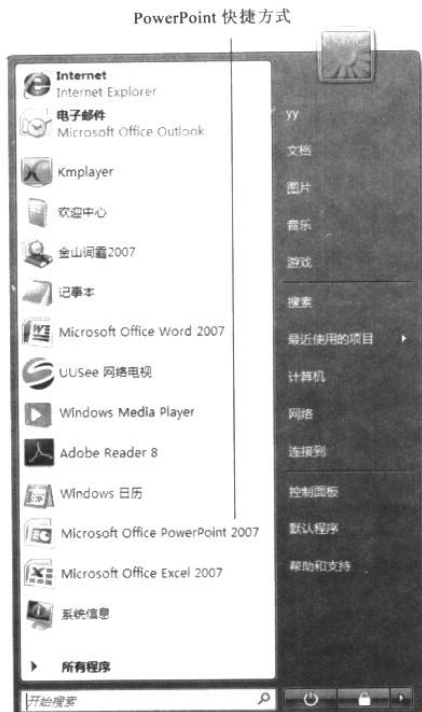 PowerPoint 快捷方式
Internet
Internet Explorer
电子邮件
Microsoft Office Outlook
Kmplayer
欢迎中心
金山词霸2007
记事本
Microsoft Office Word 2007
UUSee 网络电视
Windows Media Player
Adobe Reader 8
Windows 日历
Microsoft Office PowerPoint 2007
Microsoft Office Excel 2007
系统信息
所有程序
开始搜索
yy
文档
图片
音乐
游戏
搜索
最近使用的项目
计算机
网络
连接到
控制面板
默认程序
帮助和支持